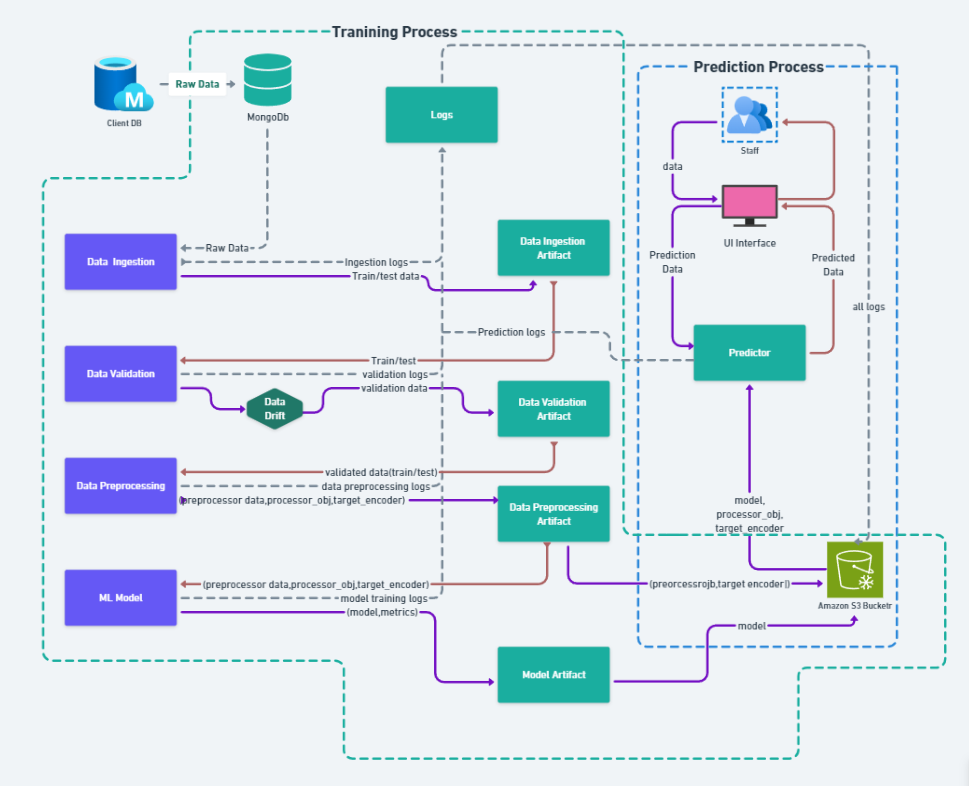 Tranining Process
Prediction Process
Raw Data
M
Client DB
MongoDb
Logs
Staff
data
UI Interface
Data Ingestion
Raw Data
Ingestion logs
Train/test data
Data Ingestion
Artifact
Prediction
Data
Predicted
Data
all logs
Prediction logs
Predictor
Data Validation
Train/test
validation logs
validation data
Data
Drift
Data Validation
Artifact
Data Preprocessing
validated data(train/test)
data preprocessing logs
(preprocessor data,processor_obj,target_encoder)
Data Preprocessing
Artifact
model,
processor_obj,
target_encoder
ML Model
(preprocessor data,processor_obj,target_encoder)
model training logs
(model,metrics)
(preorcessrojb,target encoder])
Amazon S3 Bucketr
model
Model Artifact